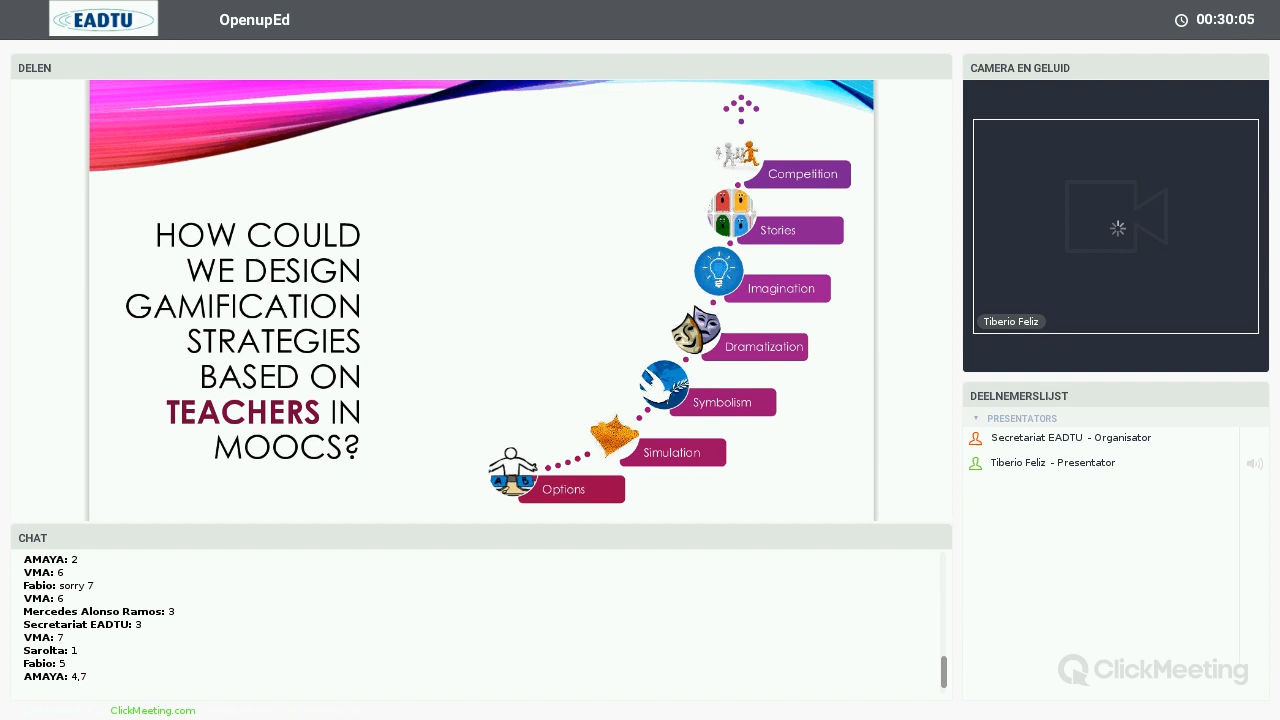 EADTU
OpenupEd
00:30:05
DELEN
HOW COULD
WE DESIGN
GAMIFICATION
STRATEGIES
BASED ON
TEACHERS IN
MOOCS?
Competition
Stories
Imagination
Dramatization
Symbolism
Simulation
A B
Options
CAMERA EN GELUID
Tiberio Feliz
DEELNEMERSLIJST
PRESENTATORS
Secretariat EADTU - Organisator
Tiberio Feliz - Presentator
CHAT
AMAYA: 2
VMA: 6
Fabio: sorry 7
VMA: 6
Mercedes Alonso Ramos: 3
Secretariat EADTU: 3
VMA: 7
Sarolta: 1
Fabio: 5
AMAYA: 4,7
ClickMeeting
ClickMeeting.com